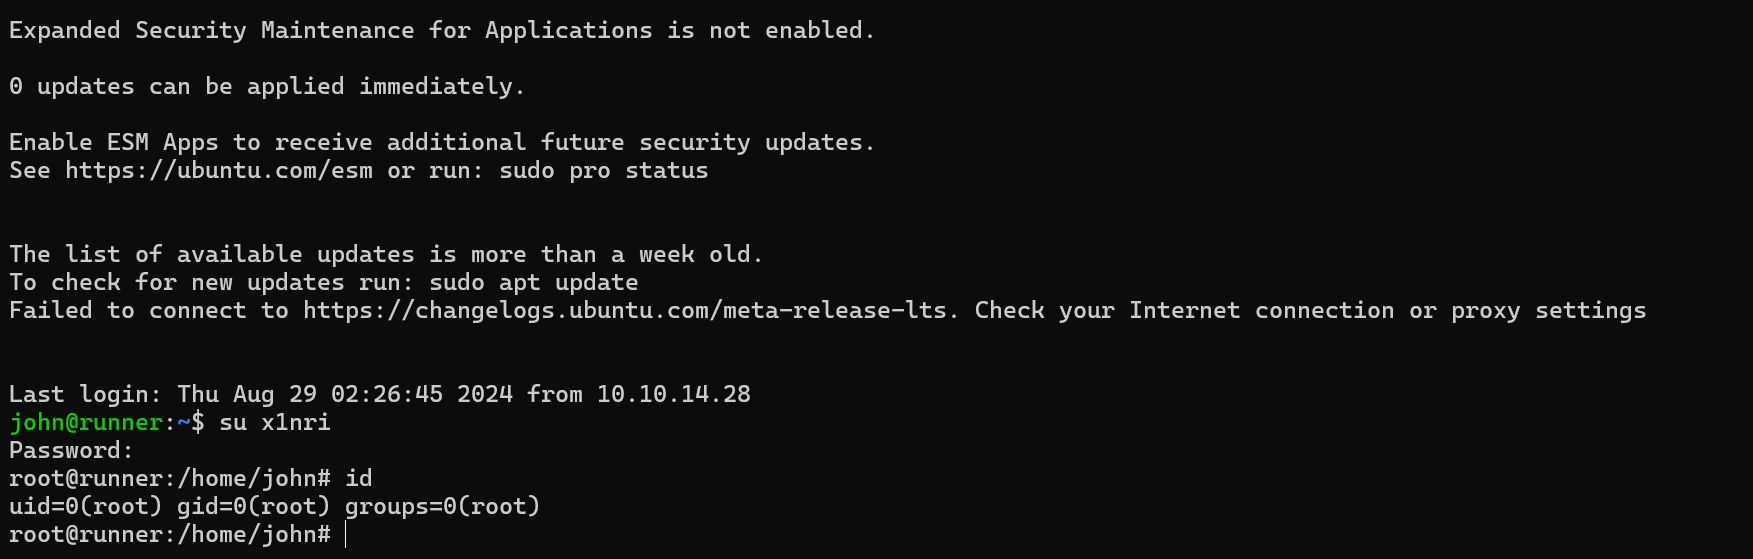 Expanded Security Maintenance for Applications is not enabled.
0 updates can be applied immediately.
Enable ESM Apps to receive additional future security updates.
See https://ubuntu.com/esm or run: sudo pro status
The list of available updates is more than a week old.
To check for new updates run: sudo apt update
Failed to connect to https://changelogs.ubuntu.com/meta-release-lts. Check your Internet connection or proxy settings
Last login: Thu Aug 29 02:26:45 2024 from 10.10.14.28
john@runner:~$ su x1nri
Password:
root@runner:/home/john# id
uid=0(root) gid=0(root) groups=0(root)
root@runner:/home/john#